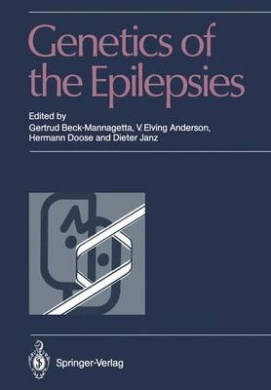 Genetics of
the Epilepsies
Edited by
Gertrud Beck-Mannagetta, V. Elving Anderson,
Hermann Doose and Dieter Janz
Springer-Verlag